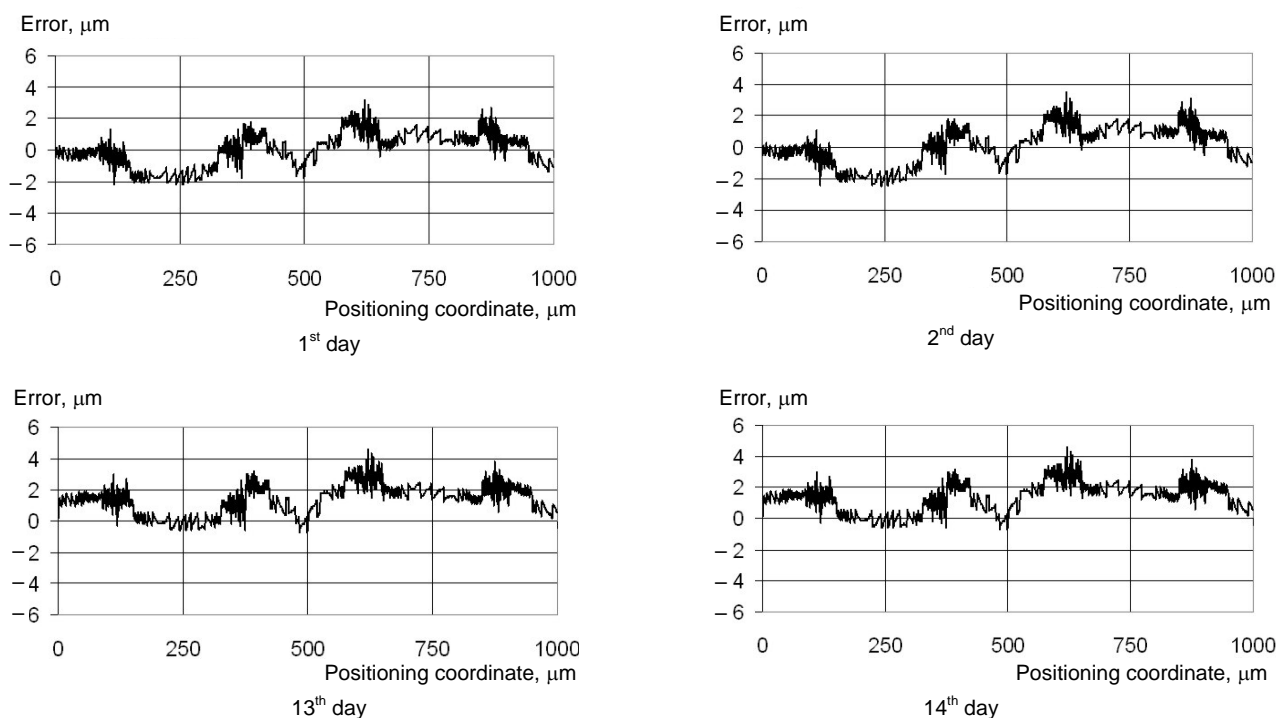 Error, μm
6
4
2
0
−2
−4
−6
0 250 500 750 1000
Positioning coordinate, μm
1st day
Error, μm
6
4
2
0
−2
−4
−6
0 250 500 750 1000
Positioning coordinate, μm
2nd day
Error, μm
6
4
2
0
−2
−4
−6
0 250 500 750 1000
Positioning coordinate, μm
13th day
Error, μm
6
4
2
0
−2
−4
−6
0 250 500 750 1000
Positioning coordinate, μm
14th day